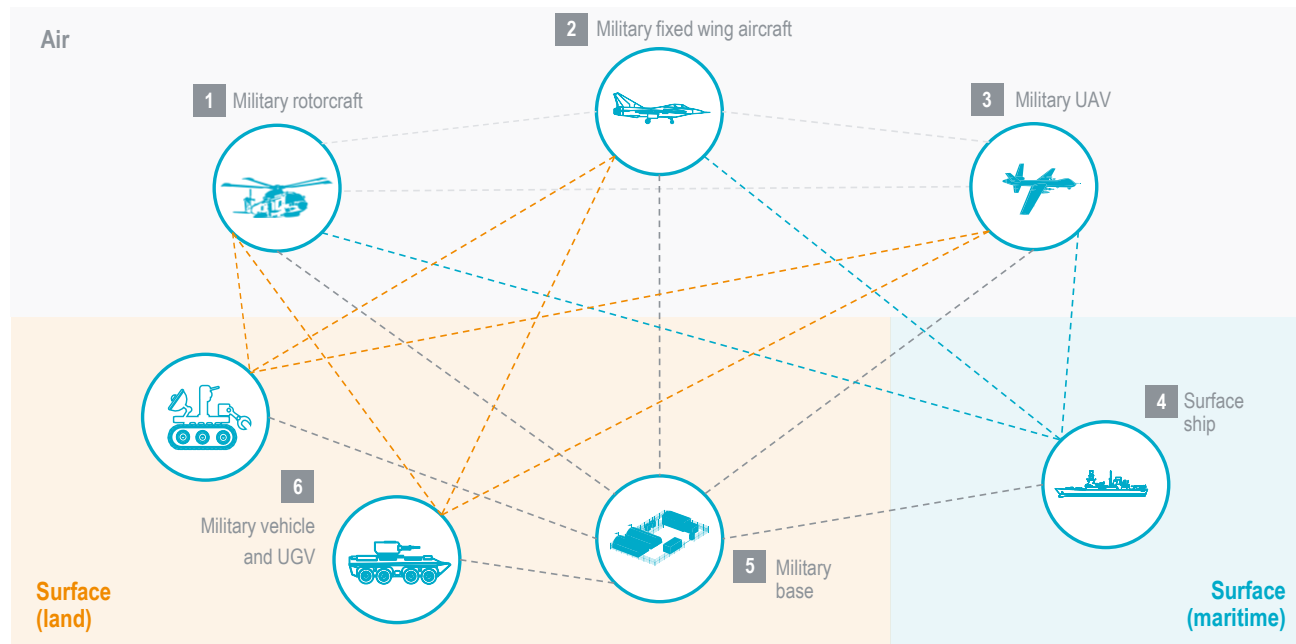 Air
2 Military fixed wing aircraft
1 Military rotorcraft
3 Military UAV
4 Surface
ship
6
Military vehicle
and UGV
5 Military
base
Surface
(land)
Surface
(maritime)